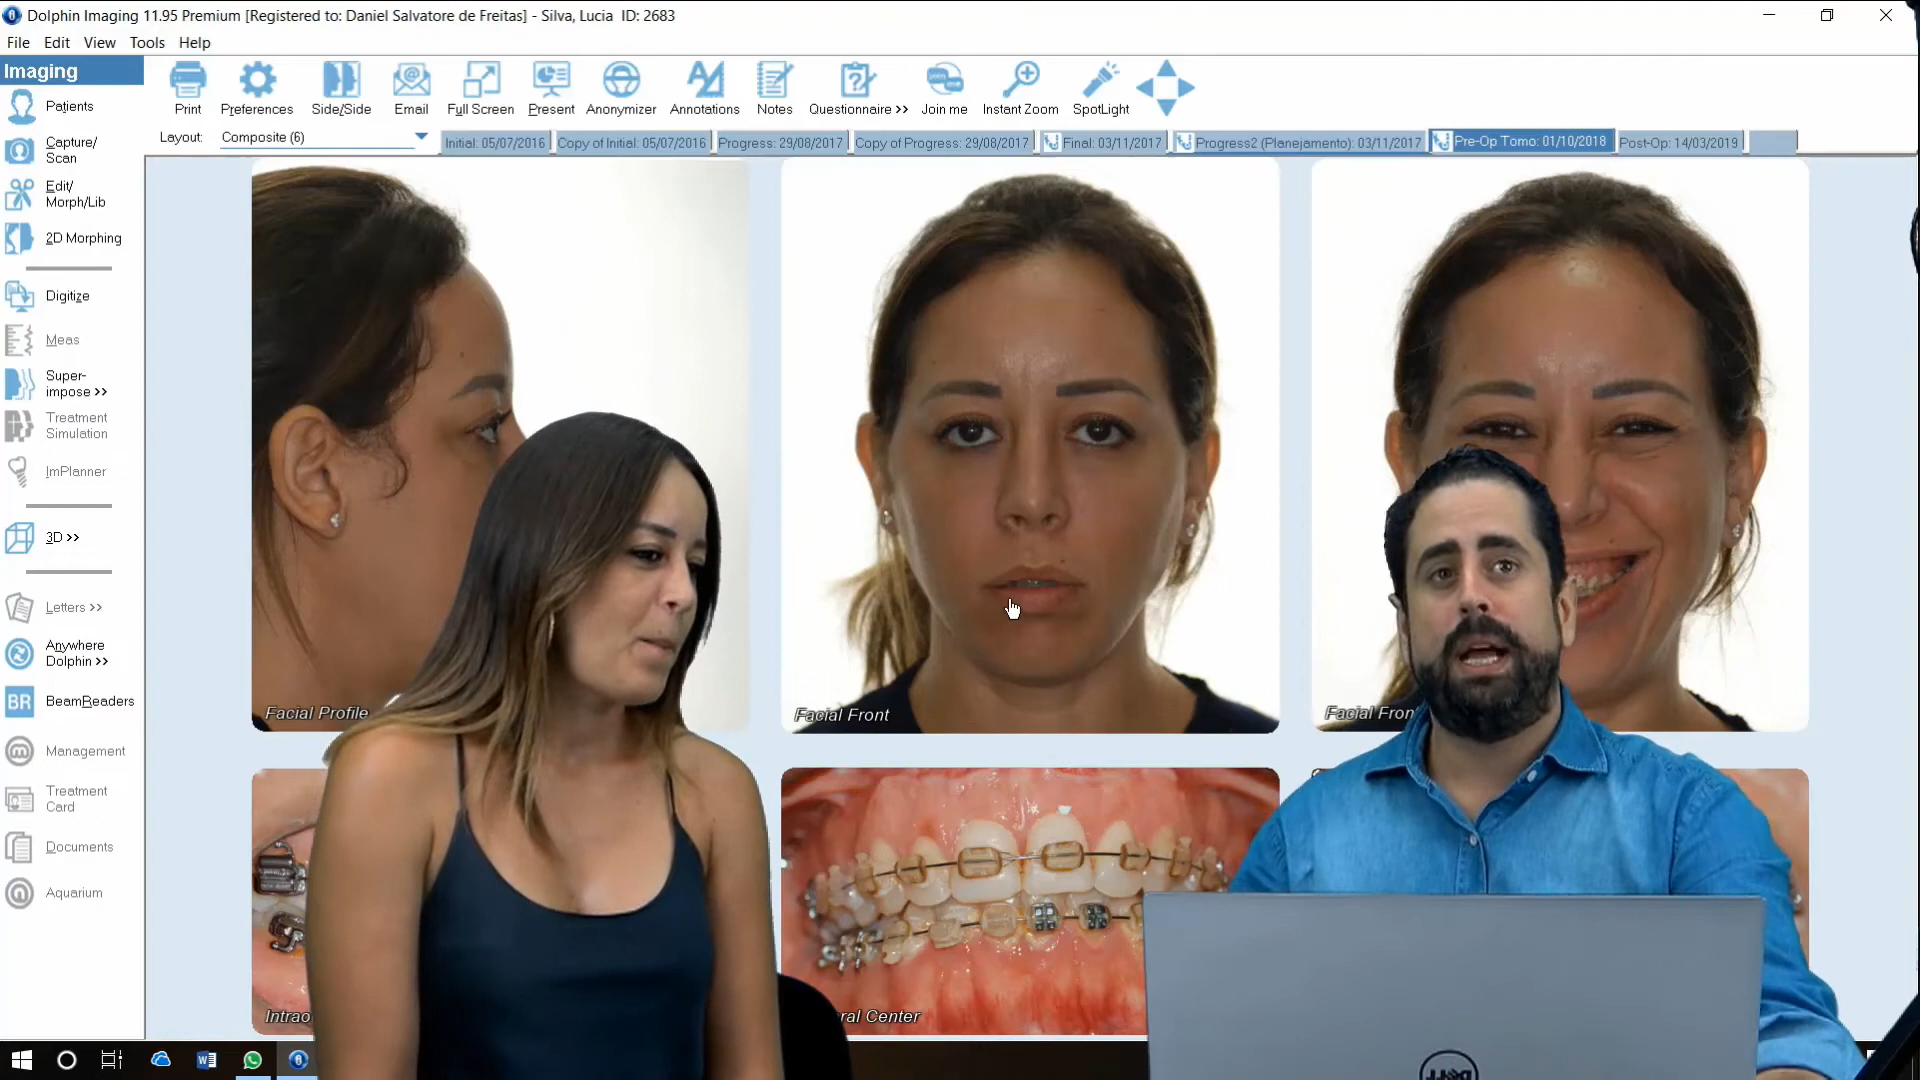 Dolphin Imaging 11.95 Premium [Registered to: Daniel Salvatore de Freitas] - Silva, Lucia ID: 2683
File Edit View Tools Help
Imaging
Patients
Capture/
Scan
Edit/
Morph/Lib
2D Morphing
Digitize
Meas
Super-
impose >>
Treatment
Simulation
ImPlanner
3D >>
Letters >>
Anywhere
Dolphin >>
BR BeamReaders
Management
Treatment
Card
Documents
Aquarium
Print Preferences Side/Side Email Full Screen Present Anonymizer Annotations Notes Questionnaire >> Join me Instant Zoom SpotLight
Layout: Composite (6)
Initial: 05/07/2016 Copy of Initial: 05/07/2016 Progress: 29/08/2017 Copy of Progress: 29/08/2017 Final: 03/11/2017 Progress2 (Planejamento): 03/11/2017 Pre-Op Tomo: 01/10/2018 Post-Op: 14/03/2019
Facial Profile
Facial Front
Facial Fron
Intrao
ral Center
DELL